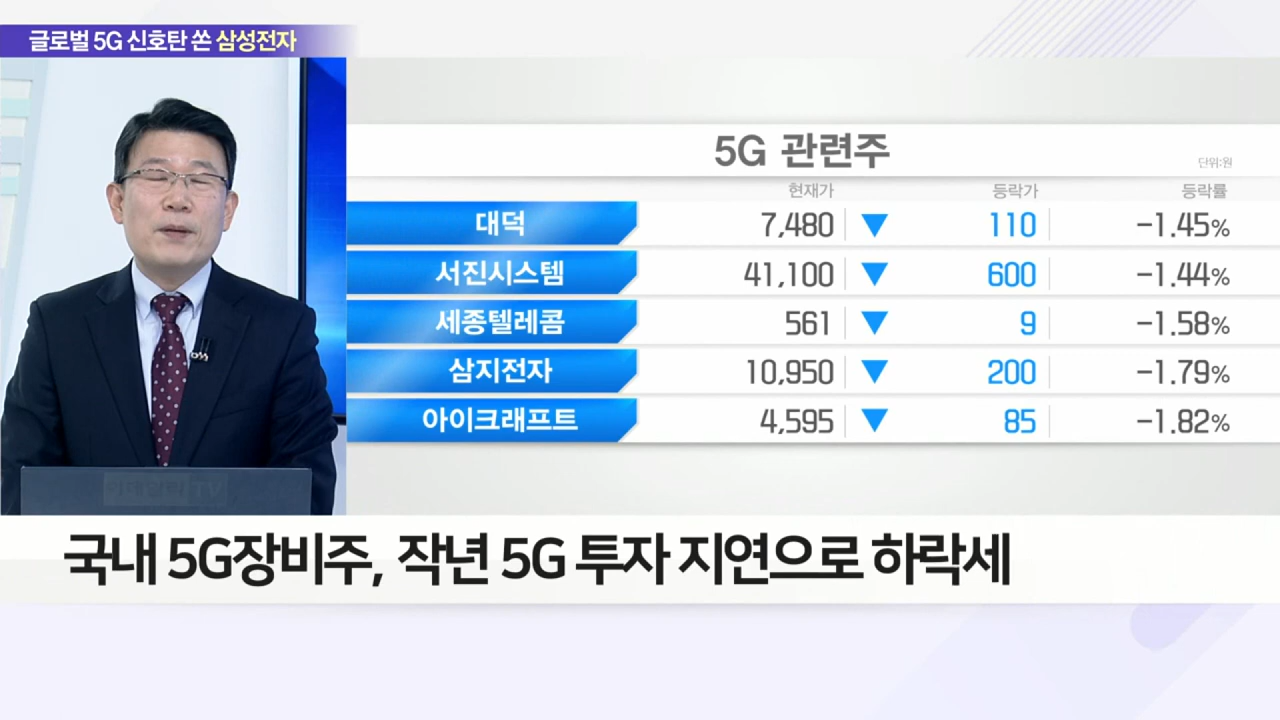 글로벌 5G 신호탄 쏜 삼성전자
5G 관련주
단위:원
현재가 등락가 등락률
대덕 7,480 ▼ 110 -1.45%
서진시스템 41,100 ▼ 600 -1.44%
세종텔레콤 561 ▼ 9 -1.58%
삼지전자 10,950 ▼ 200 -1.79%
아이크래프트 4,595 ▼ 85 -1.82%
국내 5G장비주, 작년 5G 투자 지연으로 하락세